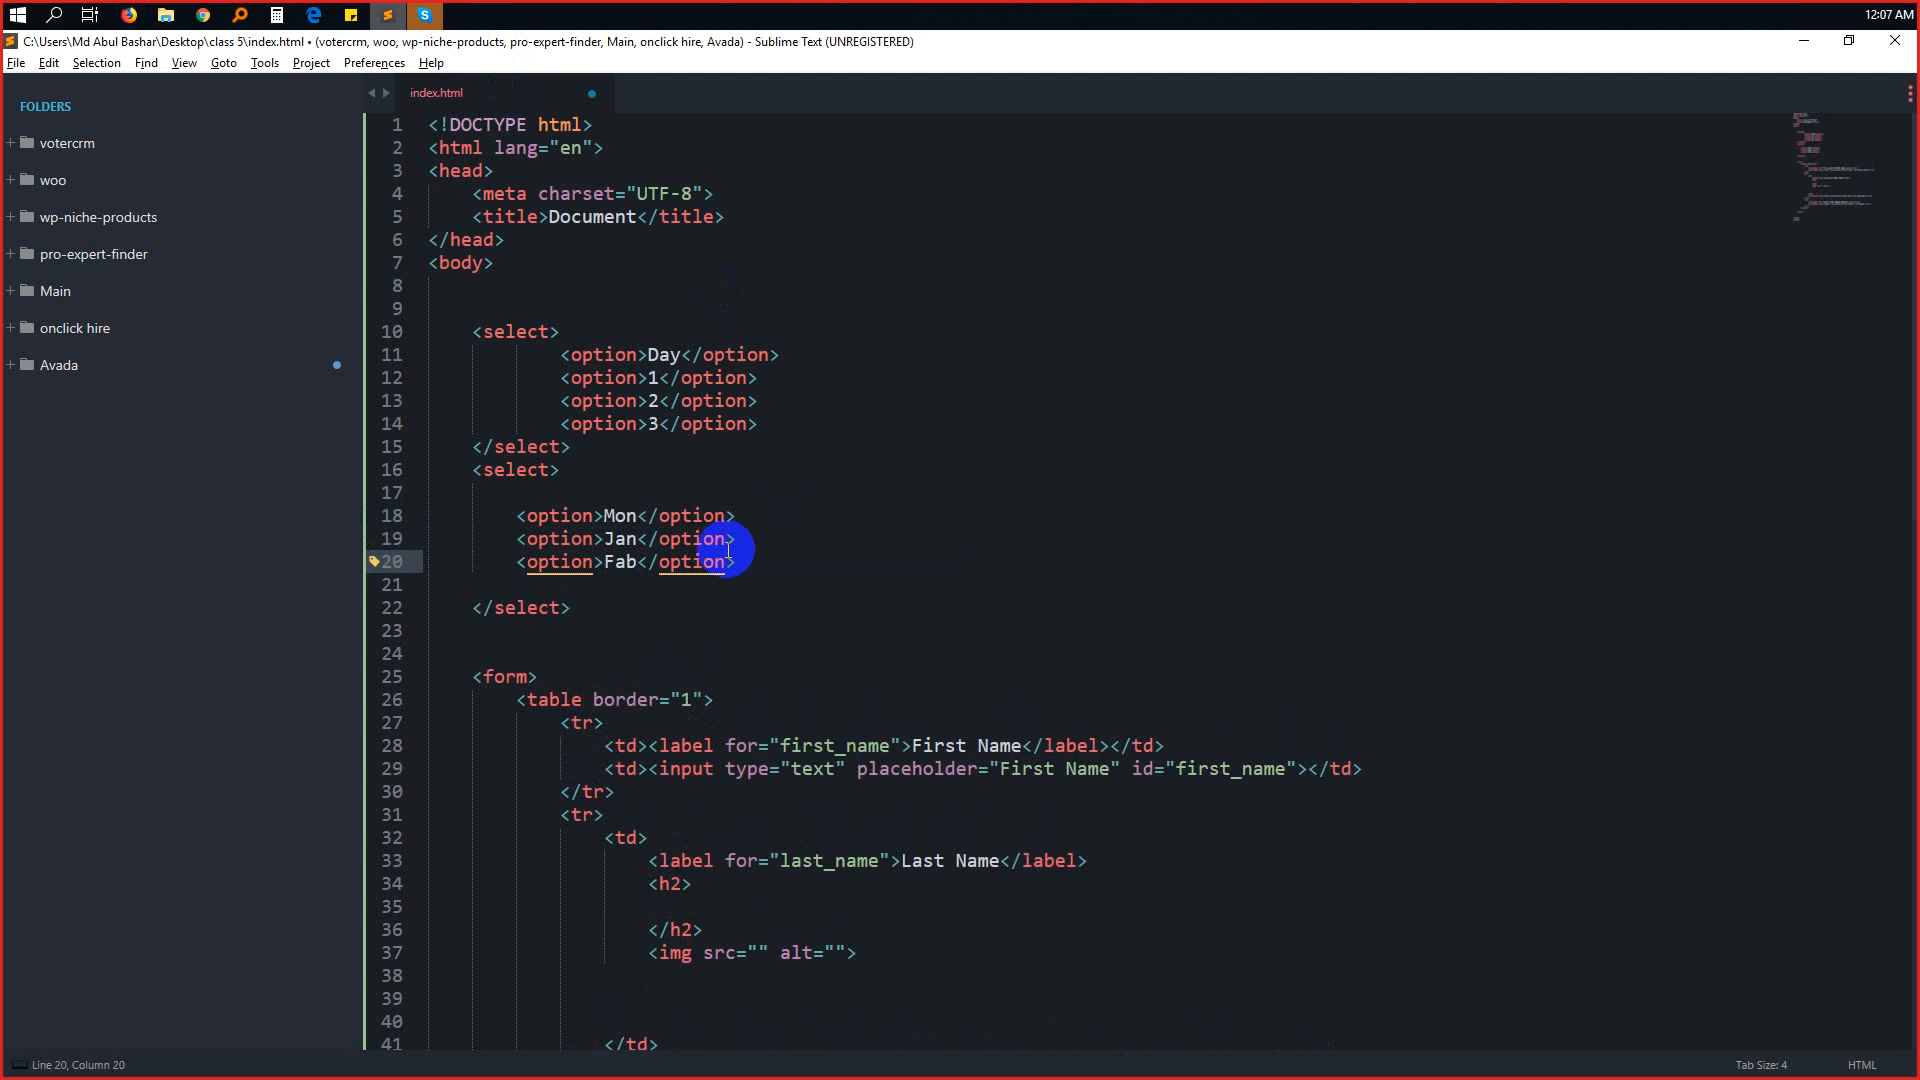 12:07 AM
C:\Users\Md Abul Bashar\Desktop\class 5\index.html • (votercrm, woo, wp-niche-products, pro-expert-finder, Main, onclick hire, Avada) - Sublime Text (UNREGISTERED)
File Edit Selection Find View Goto Tools Project Preferences Help
FOLDERS
votercrm
woo
wp-niche-products
pro-expert-finder
Main
onclick hire
Avada
index.html
1 <!DOCTYPE html>
2 <html lang="en">
3 <head>
4 <meta charset="UTF-8">
5 <title>Document</title>
6 </head>
7 <body>
8
9
10 <select>
11 <option>Day</option>
12 <option>1</option>
13 <option>2</option>
14 <option>3</option>
15 </select>
16 <select>
17
18 <option>Mon</option>
19 <option>Jan</option>
20 <option>Fab</option>
21
22 </select>
23
24
25 <form>
26 <table border="1">
27 <tr>
28 <td><label for="first_name">First Name</label></td>
29 <td><input type="text" placeholder="First Name" id="first_name"></td>
30 </tr>
31 <tr>
32 <td>
33 <label for="last_name">Last Name</label>
34 <h2>
35
36 </h2>
37 <img src="" alt="">
38
39
40
41 </td>
Line 20, Column 20
Tab Size: 4
HTML